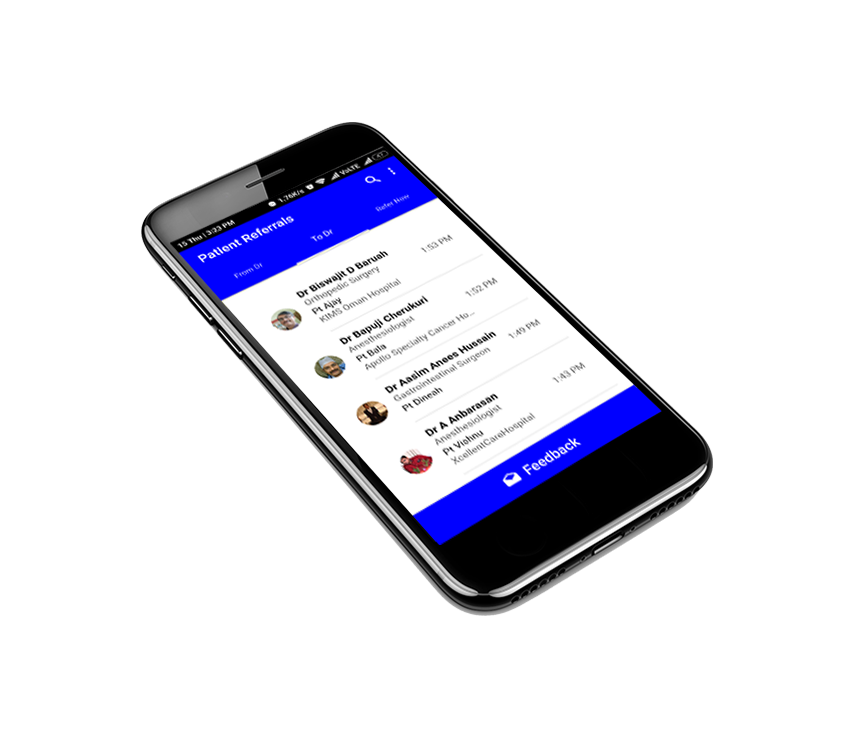 15 Thu | 3:23 PM
1.76K/s
VoLTE
47
Patient Referrals
From Dr
To Dr
Refer Now
Dr Biswajit D Baruah
1:53 PM
Orthopedic Surgery
Pt Ajay
KIMS Oman Hospital
Dr Bapuji Cherukuri
1:52 PM
Anesthesiologist
Pt Bala
Apollo Specialty Cancer Ho...
Dr Aasim Anees Hussain
1:49 PM
Gastrointestinal Surgeon
Pt Dinesh
Dr A Anbarasan
1:43 PM
Anesthesiologist
Pt Vishnu
XcellentCareHospital
Feedback